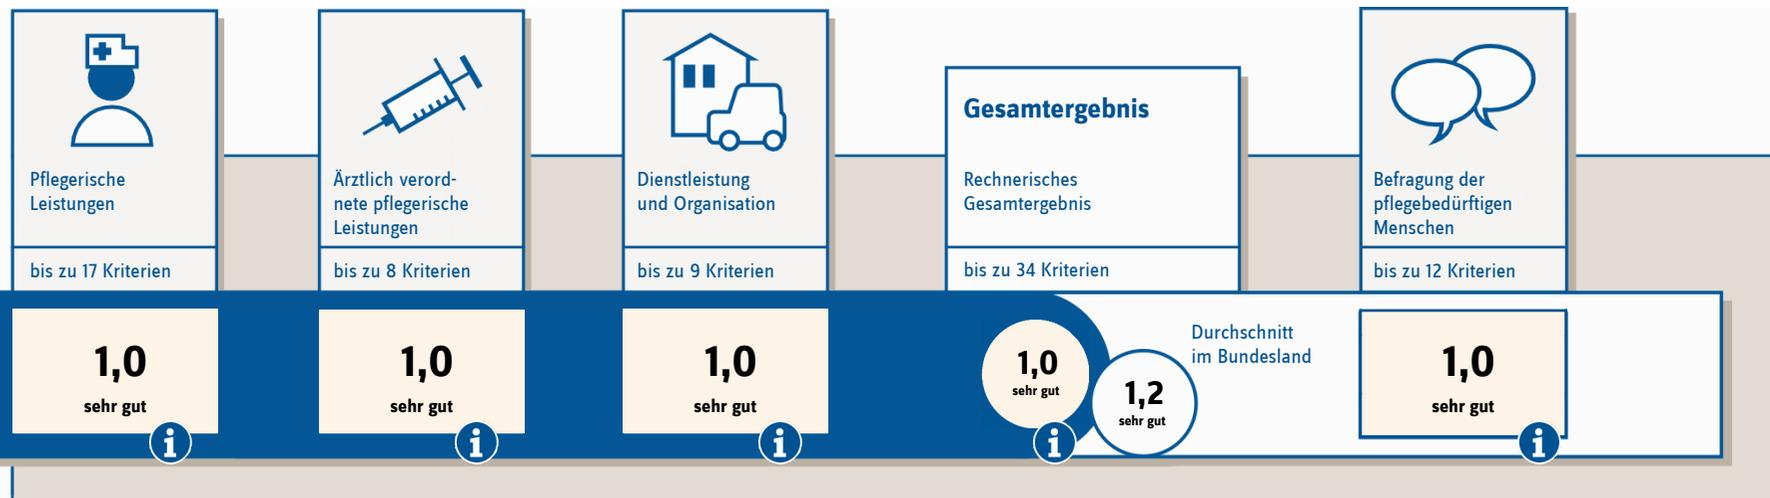 Pflegerische
Leistungen
bis zu 17 Kriterien
1,0
sehr gut
i
Ärztlich verord-
nete pflegerische
Leistungen
bis zu 8 Kriterien
1,0
sehr gut
i
Dienstleistung
und Organisation
bis zu 9 Kriterien
1,0
sehr gut
i
Gesamtergebnis
Rechnerisches
Gesamtergebnis
bis zu 34 Kriterien
1,0
sehr gut
i
1,2
sehr gut
Durchschnitt
im Bundesland
Befragung der
pflegebedürftigen
Menschen
bis zu 12 Kriterien
1,0
sehr gut
i